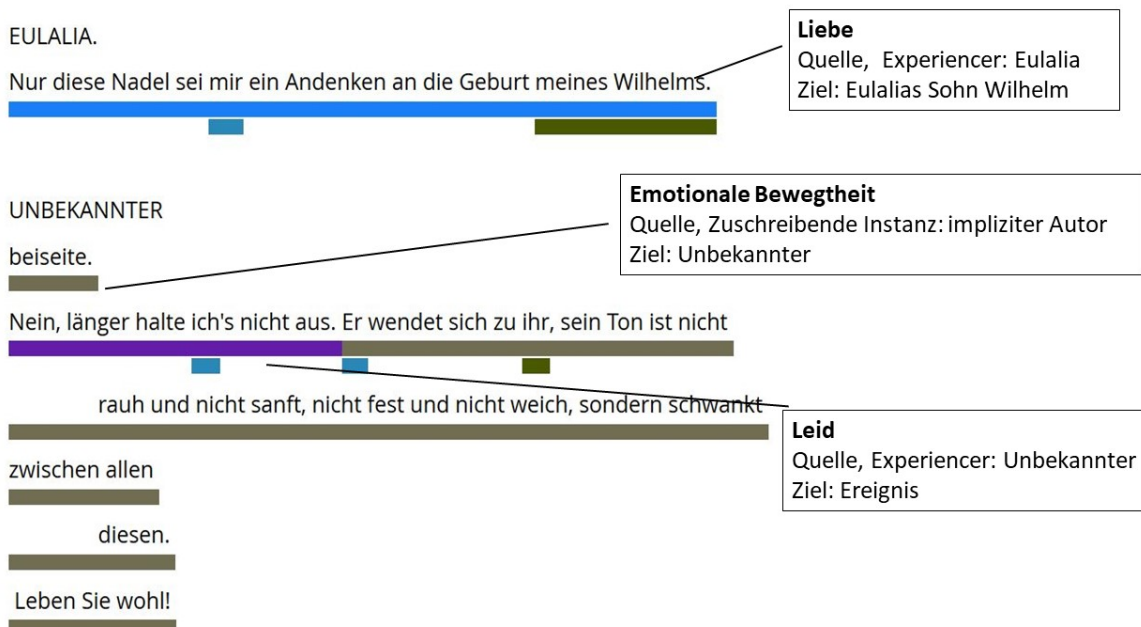 EULALIA.
Nur diese Nadel sei mir ein Andenken an die Geburt meines Wilhelms.
Liebe
Quelle, Experiencer: Eulalia
Ziel: Eulalias Sohn Wilhelm
UNBEKANNTER
beiseite.
Emotionale Bewegtheit
Quelle, Zuschreibende Instanz: impliziter Autor
Ziel: Unbekannter
Nein, länger halte ich's nicht aus. Er wendet sich zu ihr, sein Ton ist nicht
rauh und nicht sanft, nicht fest und nicht weich, sondern schwankt
Leid
Quelle, Experiencer: Unbekannter
Ziel: Ereignis
zwischen allen
diesen.
Leben Sie wohl!